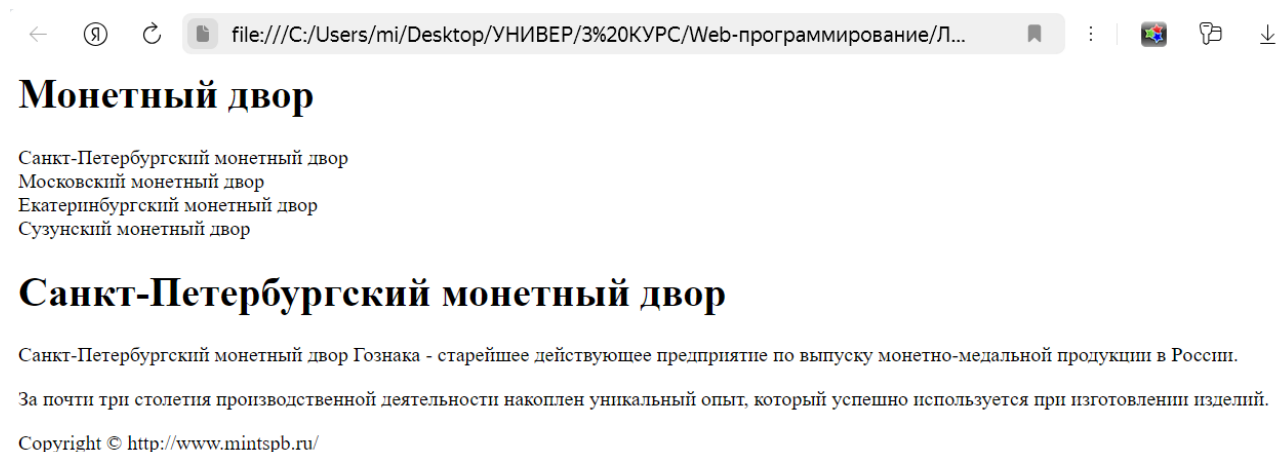 file:///C:/Users/mi/Desktop/УНИВЕР/3%20КУРС/Web-программирование/Л...
Монетный двор
Санкт-Петербургский монетный двор
Московский монетный двор
Екатеринбургский монетный двор
Сузунский монетный двор
Санкт-Петербургский монетный двор
Санкт-Петербургский монетный двор Гознака - старейшее действующее предприятие по выпуску монетно-медальной продукции в России.
За почти три столетия производственной деятельности накоплен уникальный опыт, который успешно используется при изготовлении изделий.
Copyright © http://www.mintspb.ru/